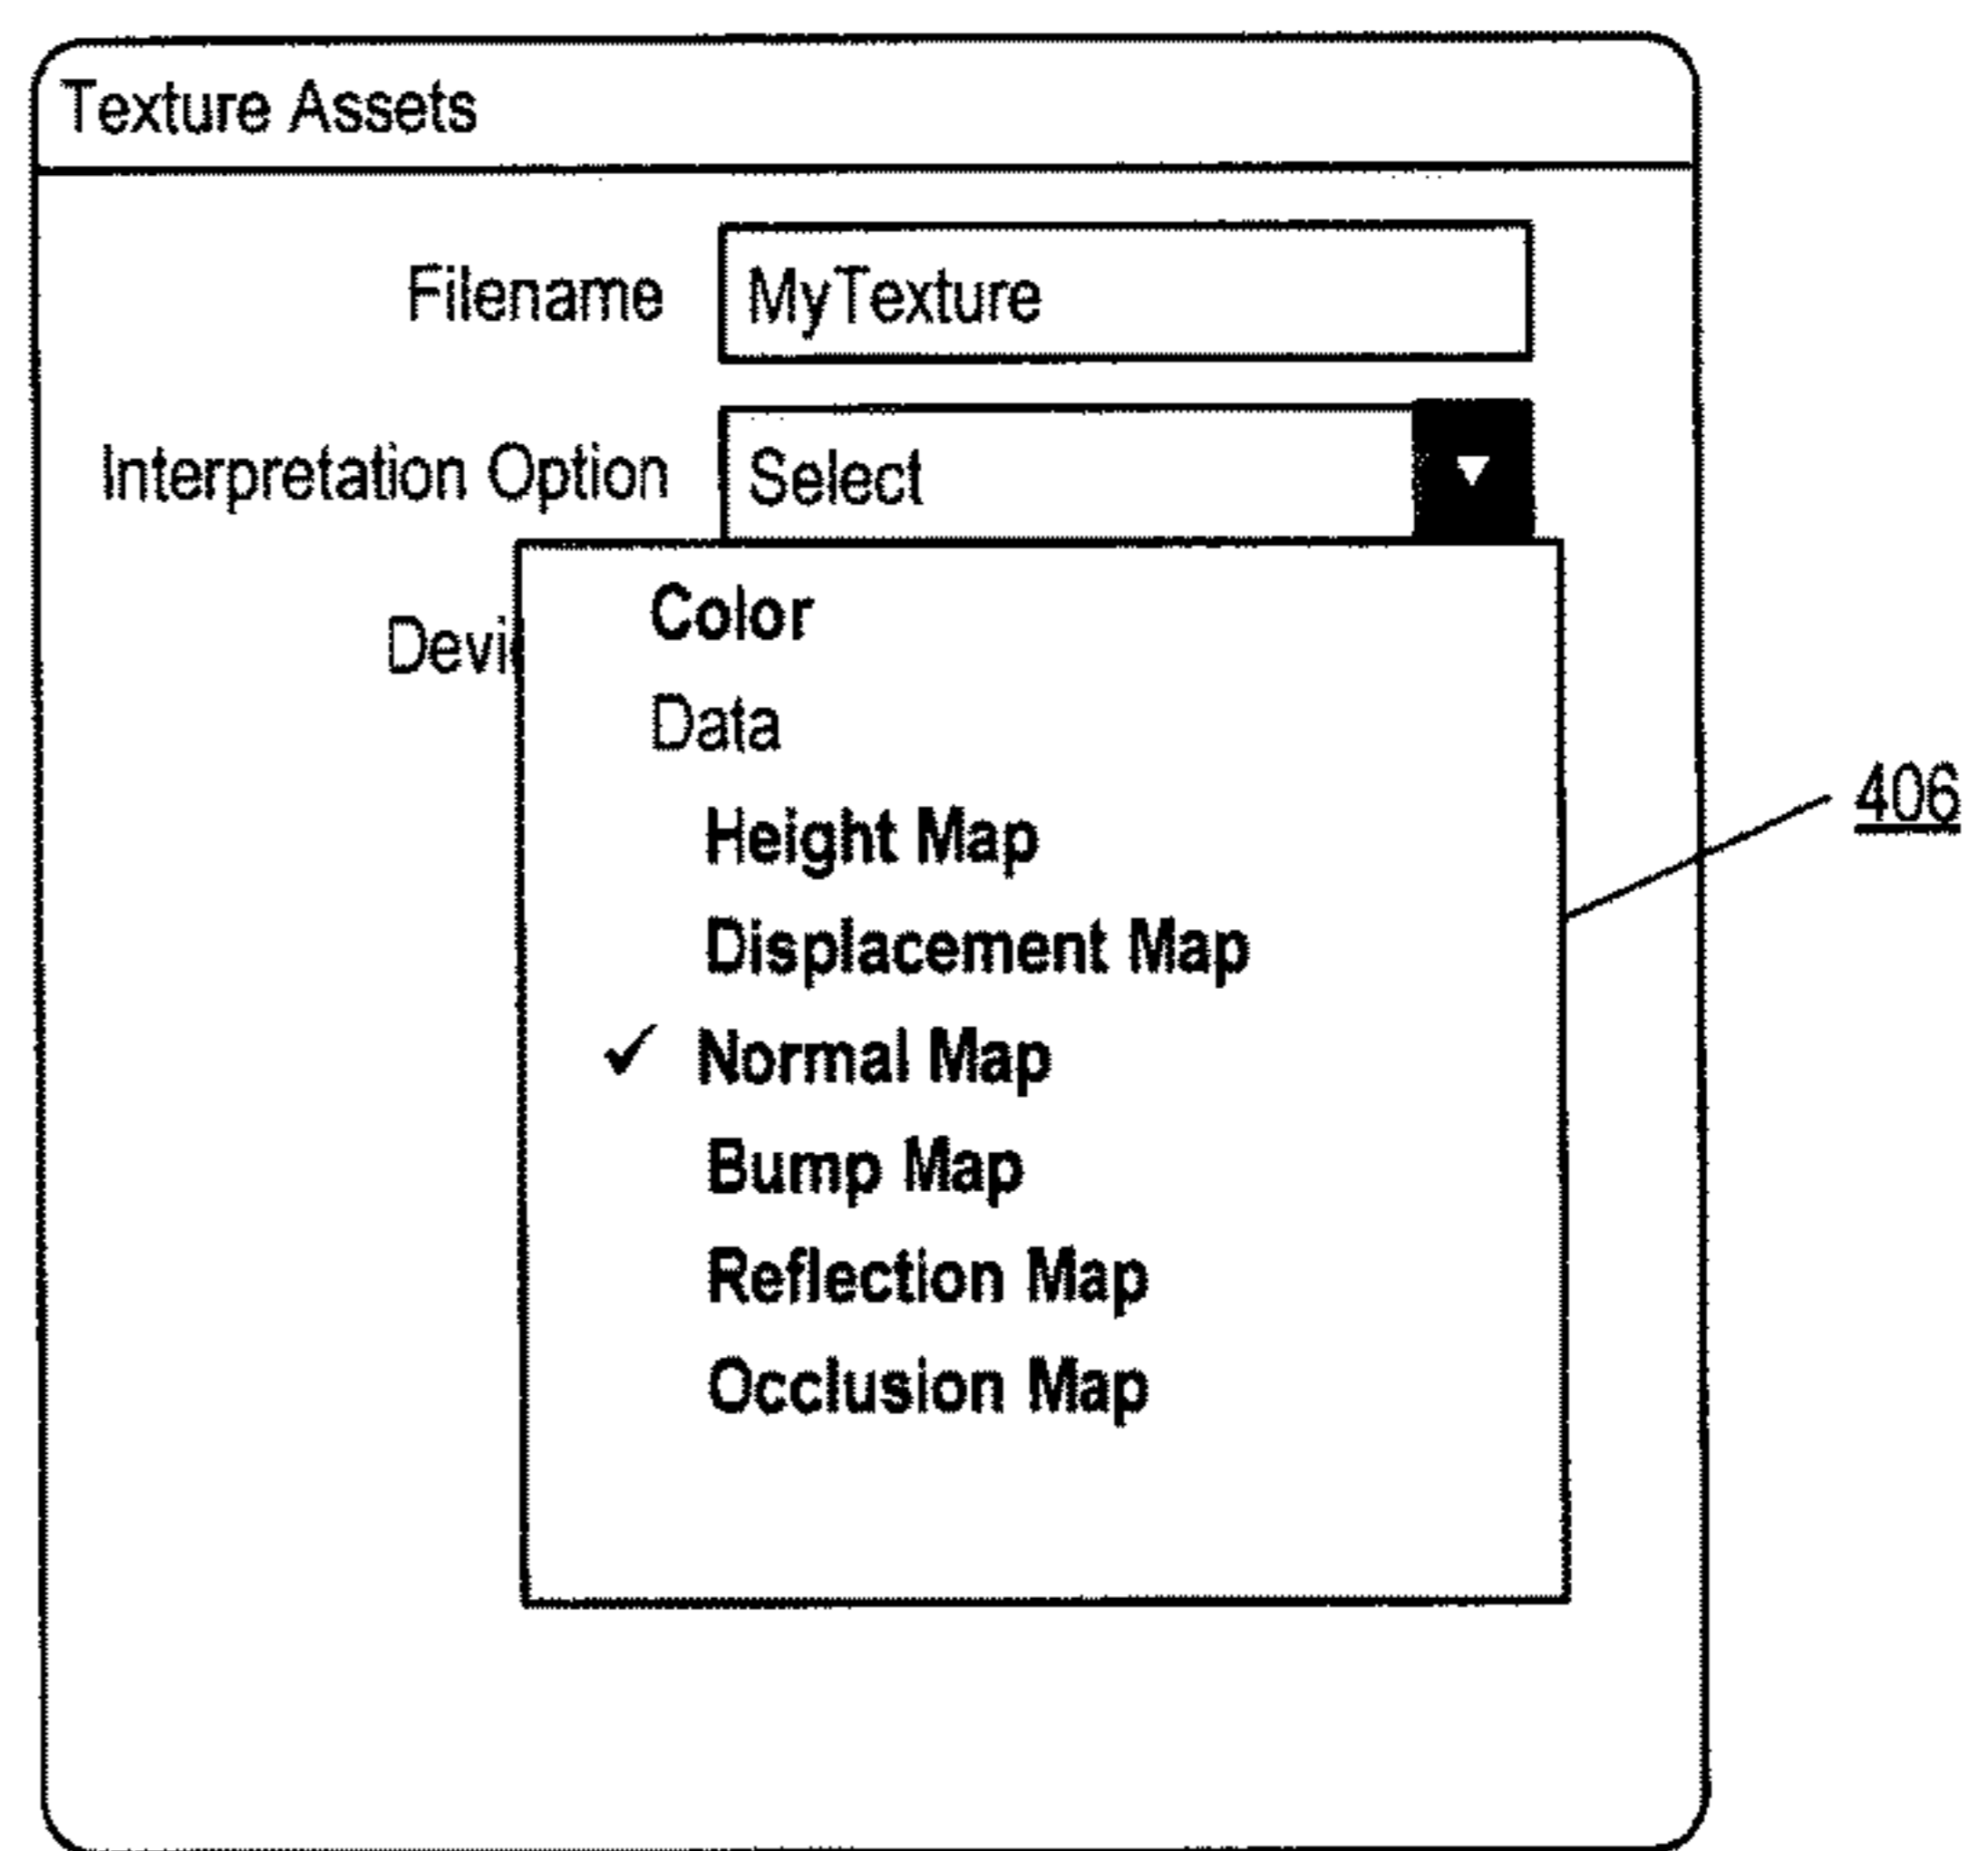 Texture Assets
Filename MyTexture
Interpretation Option Select
Color
Data
Height Map
Displacement Map
406
✓ Normal Map
Bump Map
Reflection Map
Occlusion Map